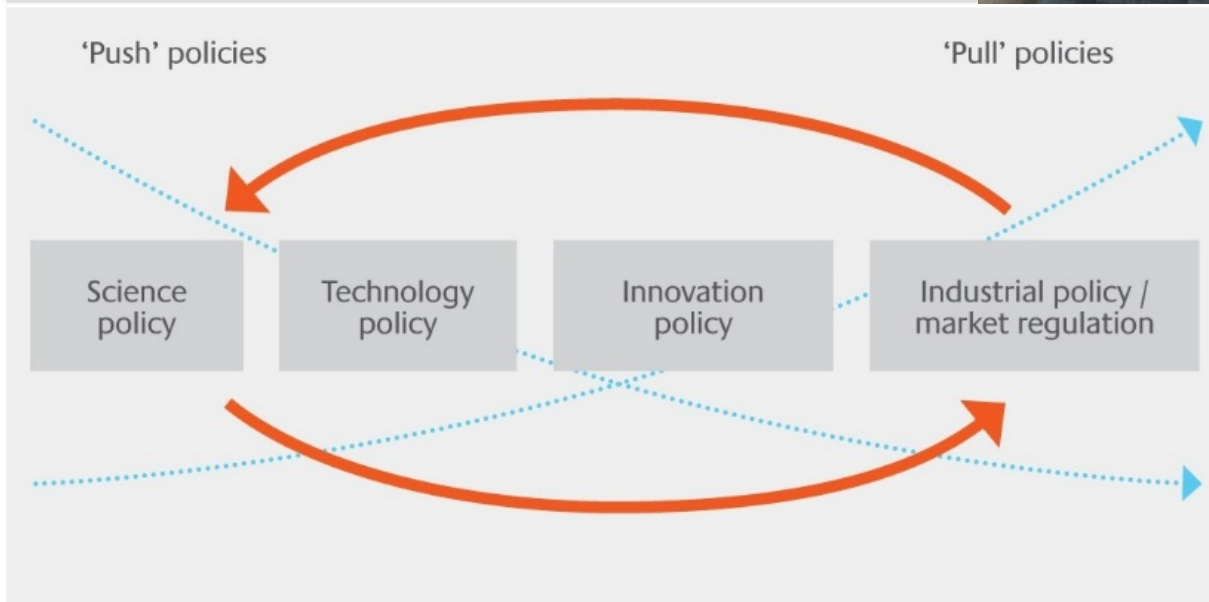 ‘Push’ policies
‘Pull’ policies
Science
policy
Technology
policy
Innovation
policy
Industrial policy /
market regulation